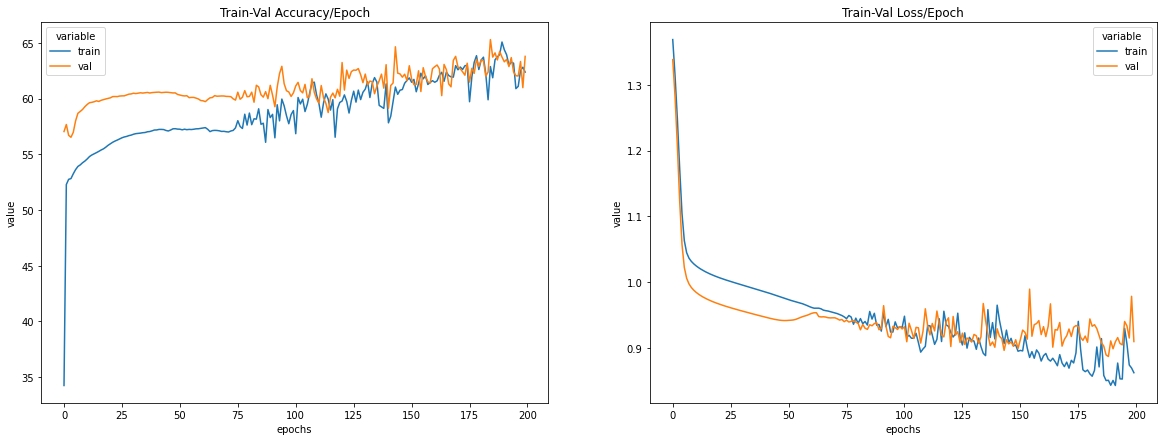 Train-Val Accuracy/Epoch
variable
train
val
65
60
55
50
45
40
35
value
0
25
50
75
100
125
150
175
200
epochs
Train-Val Loss/Epoch
variable
train
val
1.3
1.2
1.1
1.0
0.9
value
0
25
50
75
100
125
150
175
200
epochs